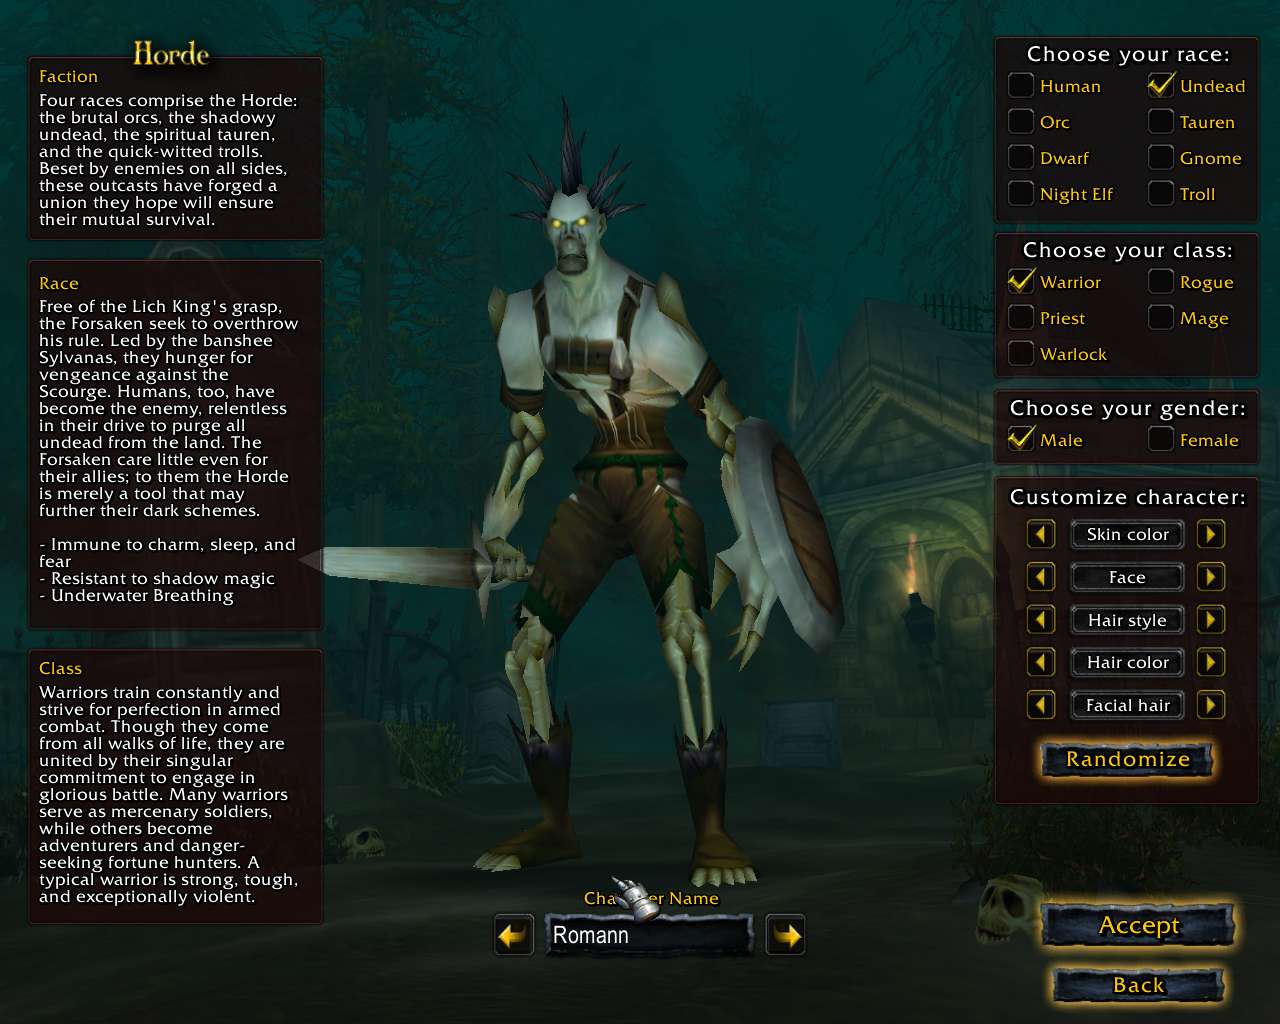 Horde
Faction
Four races comprise the Horde:
the brutal orcs, the shadowy
undead, the spiritual tauren,
and the quick-witted trolls.
Beset by enemies on all sides,
these outcasts have forged a
union they hope will ensure
their mutual survival.
Race
Free of the Lich King's grasp,
the Forsaken seek to overthrow
his rule. Led by the banshee
Sylvanas, they hunger for
vengeance against the
Scourge. Humans, too, have
become the enemy, relentless
in their drive to purge all
undead from the land. The
Forsaken care little even for
their allies; to them the Horde
is merely a tool that may
further their dark schemes.
- Immune to charm, sleep, and
fear
- Resistant to shadow magic
- Underwater Breathing
Class
Warriors train constantly and
strive for perfection in armed
combat. Though they come
from all walks of life, they are
united by their singular
commitment to engage in
glorious battle. Many warriors
serve as mercenary soldiers,
while others become
adventurers and danger-
seeking fortune hunters. A
typical warrior is strong, tough,
and exceptionally violent.
Name
Romann
Choose your race:
Human Undead
Orc Tauren
Dwarf Gnome
Night Elf Troll
Choose your class:
Warrior Rogue
Priest Mage
Warlock
Choose your gender:
Male Female
Customize character:
Skin color
Face
Hair style
Hair color
Facial hair
Randomize
Accept
Back